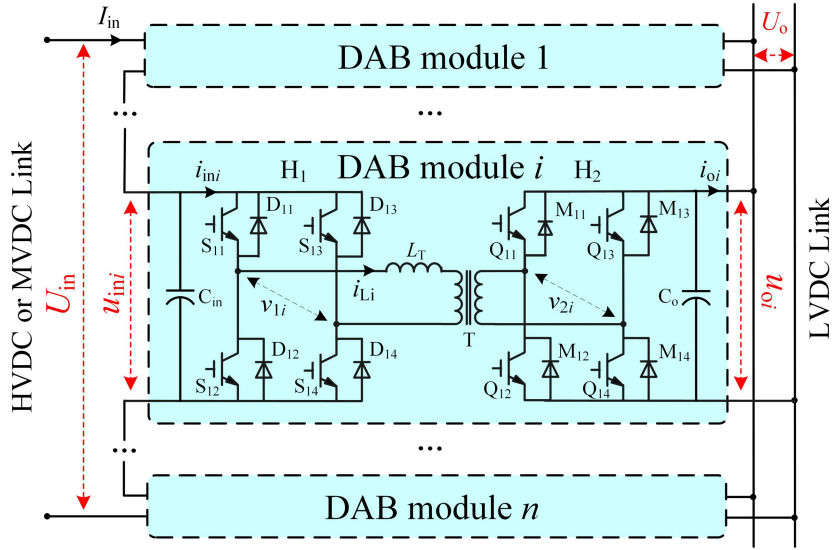 I_in
U_o
DAB module 1
...
...
DAB module i
i_ini
H_1
H_2
i_oi
D_11
D_13
M_11
M_13
S_11
S_13
Q_11
Q_13
L_T
HVDC or MVDC Link
U_in
u_ini
C_in
v_1i
i_Li
T
v_2i
C_o
u_oi
LVDC Link
D_12
D_14
M_12
M_14
S_12
S_14
Q_12
Q_14
...
...
DAB module n